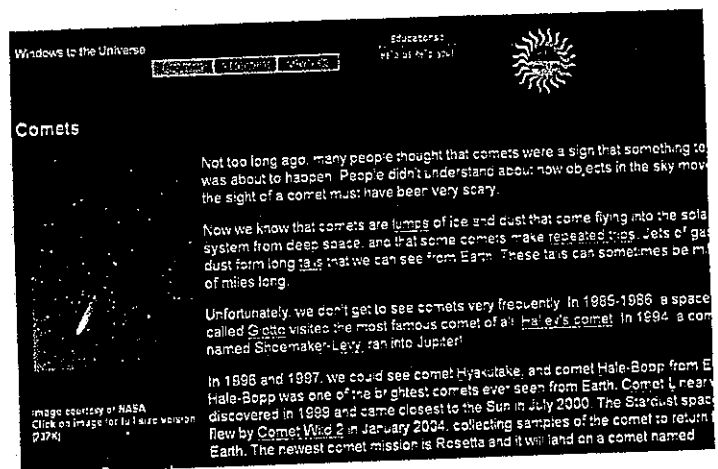 Windows to the Universe
Educators!
Help us help you!
Comets
Not too long ago, many people thought that comets were a sign that something te
was about to happen. People didn't understand about how objects in the sky move
the sight of a comet must have been very scary.
Now we know that comets are lumps of ice and dust that come flying into the sola
system from deep space, and that some comets make repeated trips. Jets of gas
dust form long tails that we can see from Earth. These tails can sometimes be mi
of miles long.
Unfortunately, we don't get to see comets very frequently. In 1985-1986, a space
called Giotto visited the most famous comet of all, Halley's comet. In 1994, a com
named Shoemaker-Levy, ran into Jupiter!
In 1996 and 1997, we could see comet Hyakutake, and comet Hale-Bopp from E
Hale-Bopp was one of the brightest comets ever seen from Earth. Comet Linear w
discovered in 1999 and came closest to the Sun in July 2000. The Stardust spac
flew by Comet Wild 2 in January 2004, collecting samples of the comet to return t
Earth. The newest comet mission is Rosetta and it will land on a comet named
Image courtesy of NASA
Click on image for full size version
(237K)